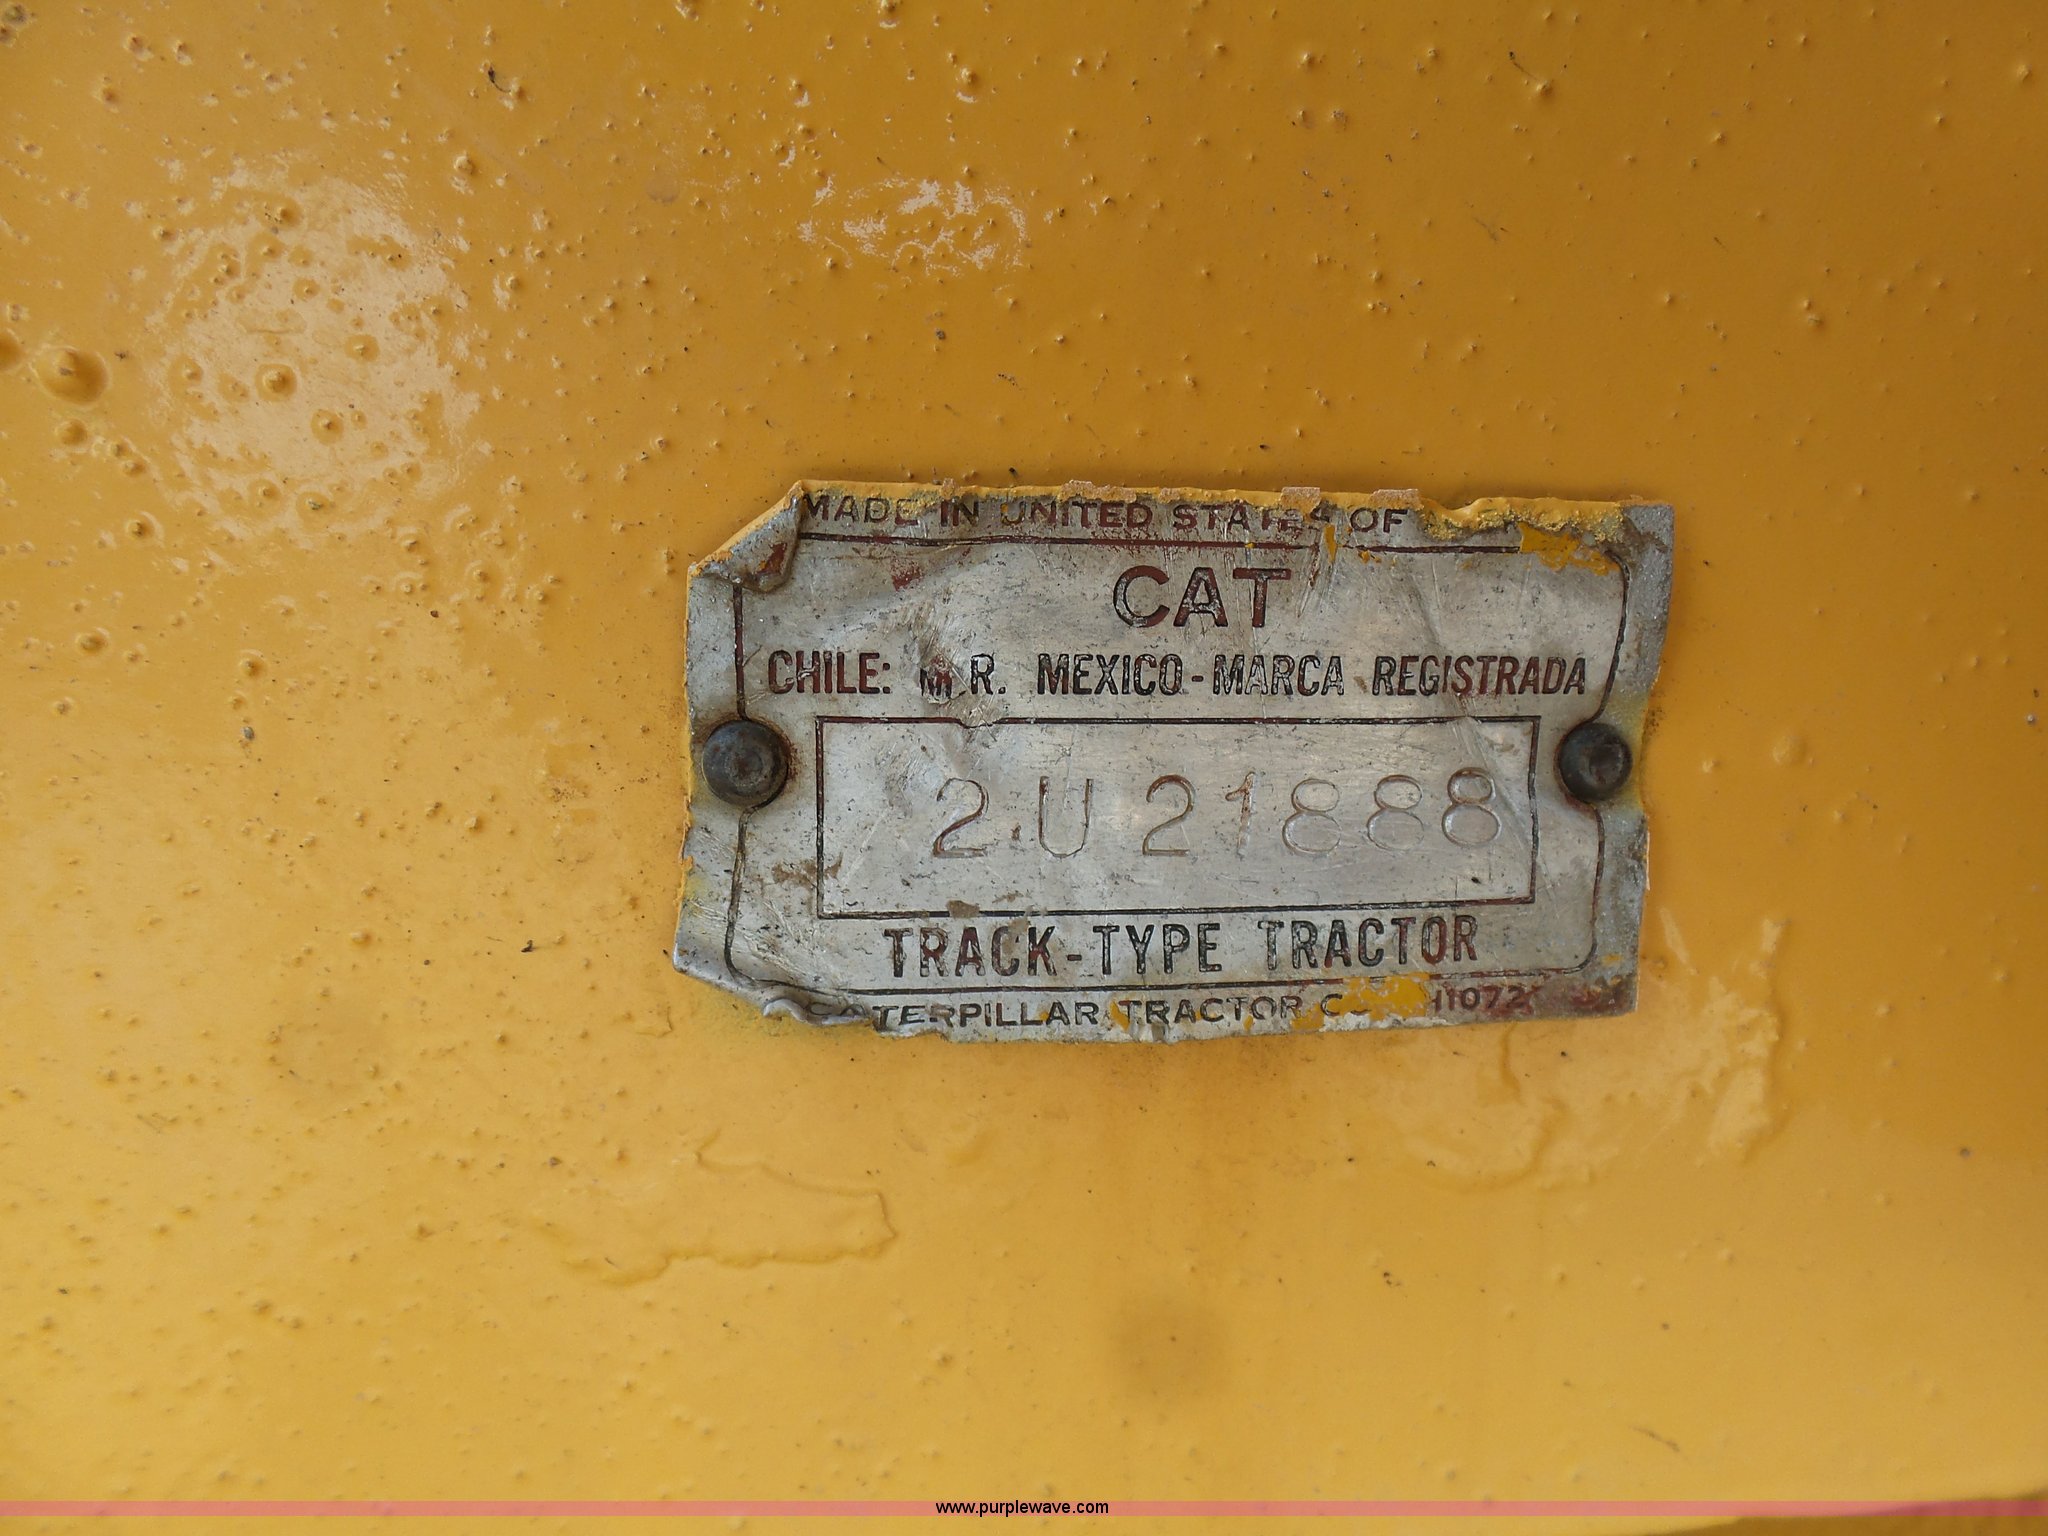 MADE IN UNITED STATES OF
CAT
CHILE: M.R. MEXICO-MARCA REGISTRADA
2U21888
TRACK-TYPE TRACTOR
CATERPILLAR TRACTOR
www.purplewave.com